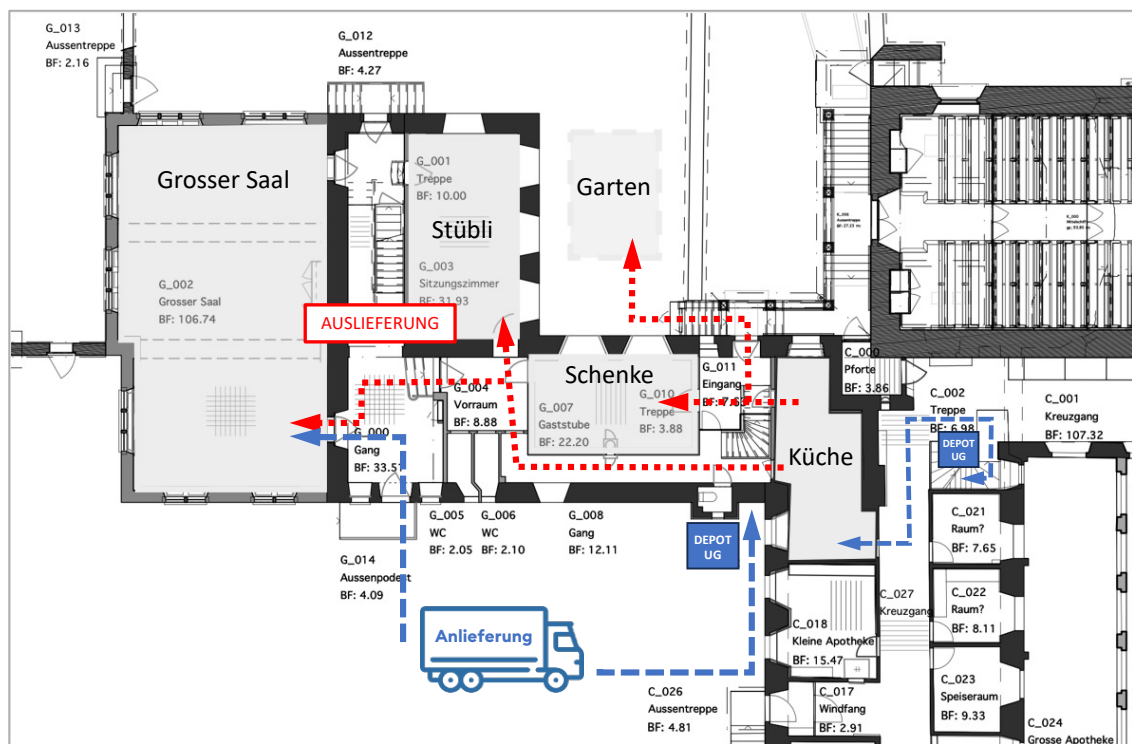 G_013
Aussentreppe
BF: 2.16
G_012
Aussentreppe
BF: 4.27
Grosser Saal
G_002
Grosser Saal
BF: 106.74
G_001
Treppe
BF: 10.00
Stübli
G_003
Sitzungszimmer
BF: 31.93
Garten
AUSLIEFERUNG
Schenke
G_004
Vorraum
BF: 8.88
G_007
Gaststube
BF: 22.20
G_010
Treppe
BF: 3.88
G_011
Eingang
BF: 7.63
G_000
Gang
BF: 33.51
Küche
C_000
Pforte
BF: 3.86
C_002
Treppe
BF: 6.98
C_001
Kreuzgang
BF: 107.32
DEPOT
UG
G_005
WC
BF: 2.05
G_006
WC
BF: 2.10
G_008
Gang
BF: 12.11
DEPOT
UG
G_014
Aussenpodest
BF: 4.09
Anlieferung
C_021
Raum?
BF: 7.65
C_022
Raum?
BF: 8.11
C_027
Kreuzgang
C_018
Kleine Apotheke
BF: 15.47
C_026
Aussentreppe
BF: 4.81
C_017
Windfang
BF: 2.91
C_023
Speiseraum
BF: 9.33
C_024
Grosse Apotheke